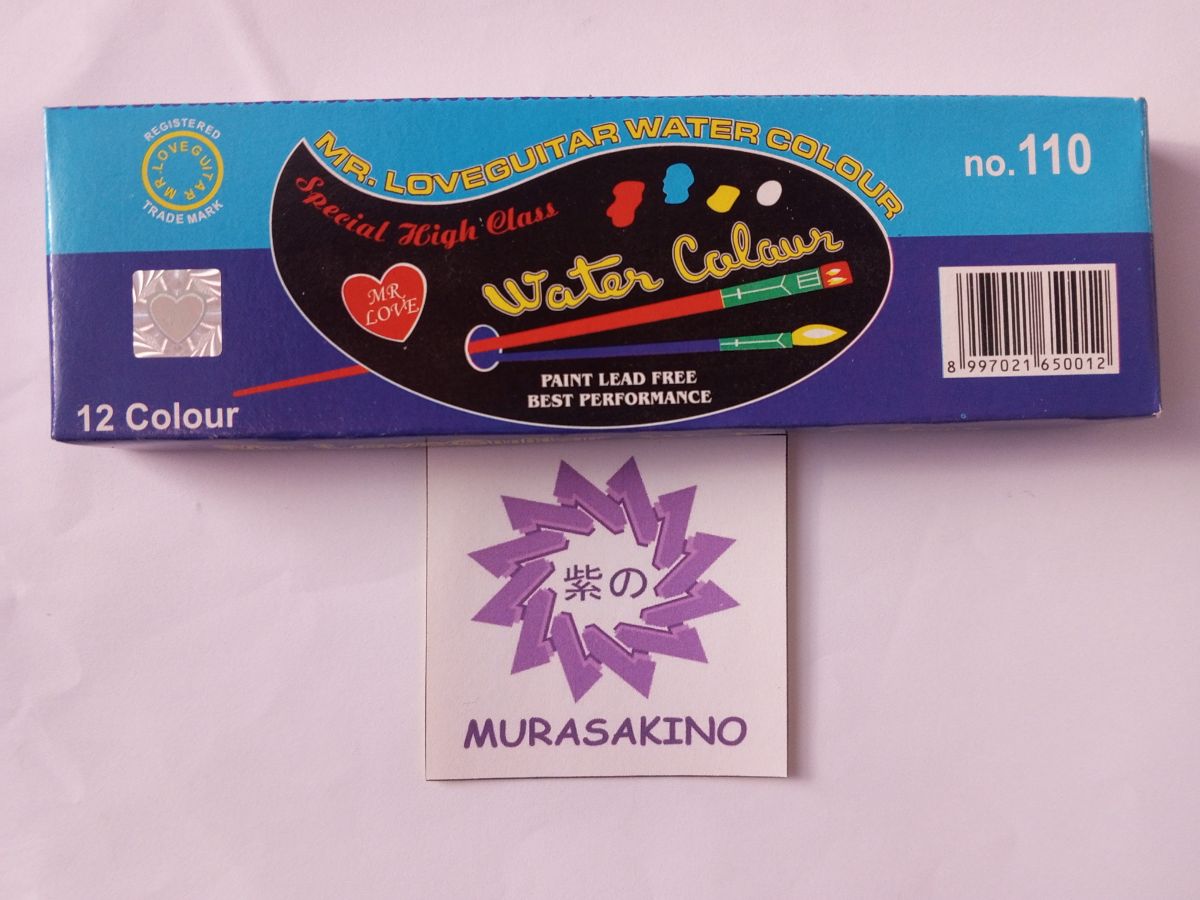 REGISTERED
MR. LOVEGUITAR
TRADE MARK
MR. LOVEGUITAR WATER COLOUR
no.110
Special High Class
Water Colour
MR
LOVE
PAINT LEAD FREE
BEST PERFORMANCE
12 Colour
8 997021 650012
紫の
MURASAKINO